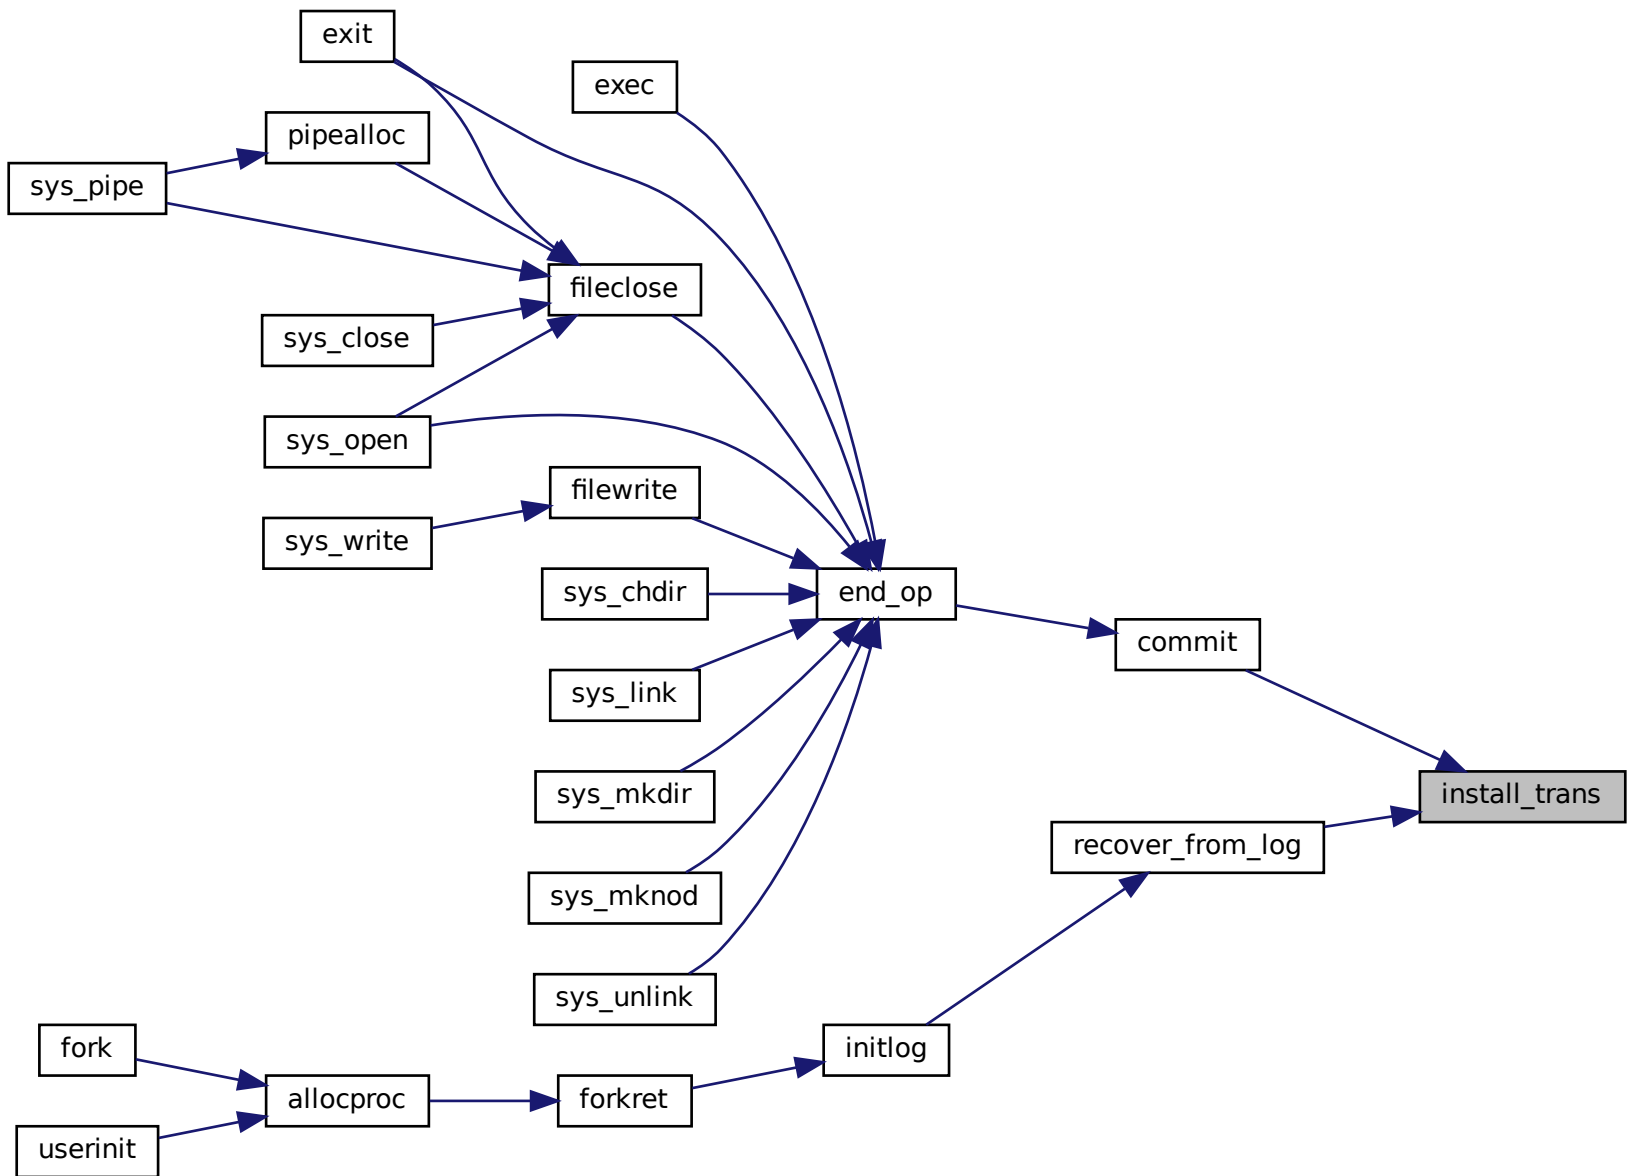 exit
exec
pipealloc
sys_pipe
fileclose
sys_close
sys_open
filewrite
sys_write
sys_chdir
end_op
commit
sys_link
sys_mkdir
install_trans
recover_from_log
sys_mknod
sys_unlink
fork
initlog
allocproc
forkret
userinit